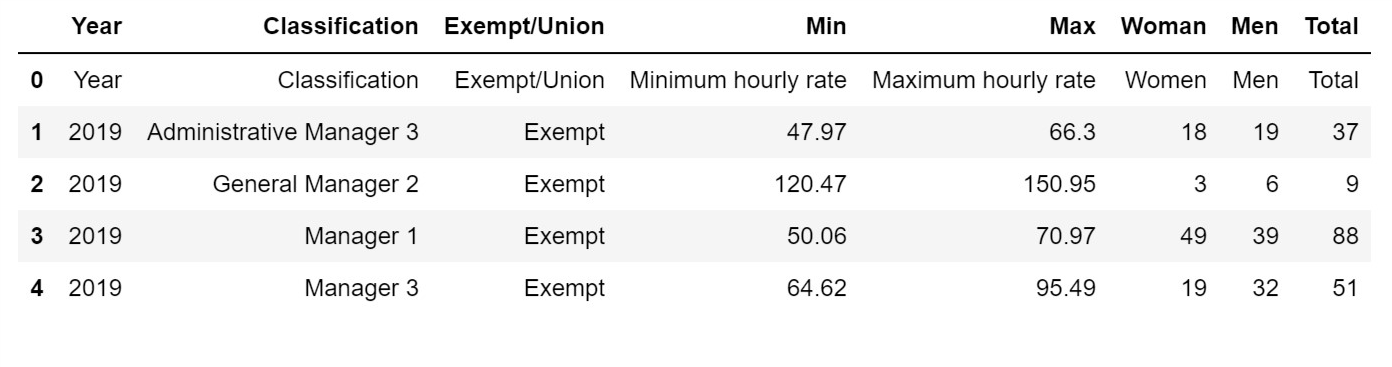 Year Classification Exempt/Union Min Max Woman Men Total
0 Year Classification Exempt/Union Minimum hourly rate Maximum hourly rate Women Men Total
1 2019 Administrative Manager 3 Exempt 47.97 66.3 18 19 37
2 2019 General Manager 2 Exempt 120.47 150.95 3 6 9
3 2019 Manager 1 Exempt 50.06 70.97 49 39 88
4 2019 Manager 3 Exempt 64.62 95.49 19 32 51